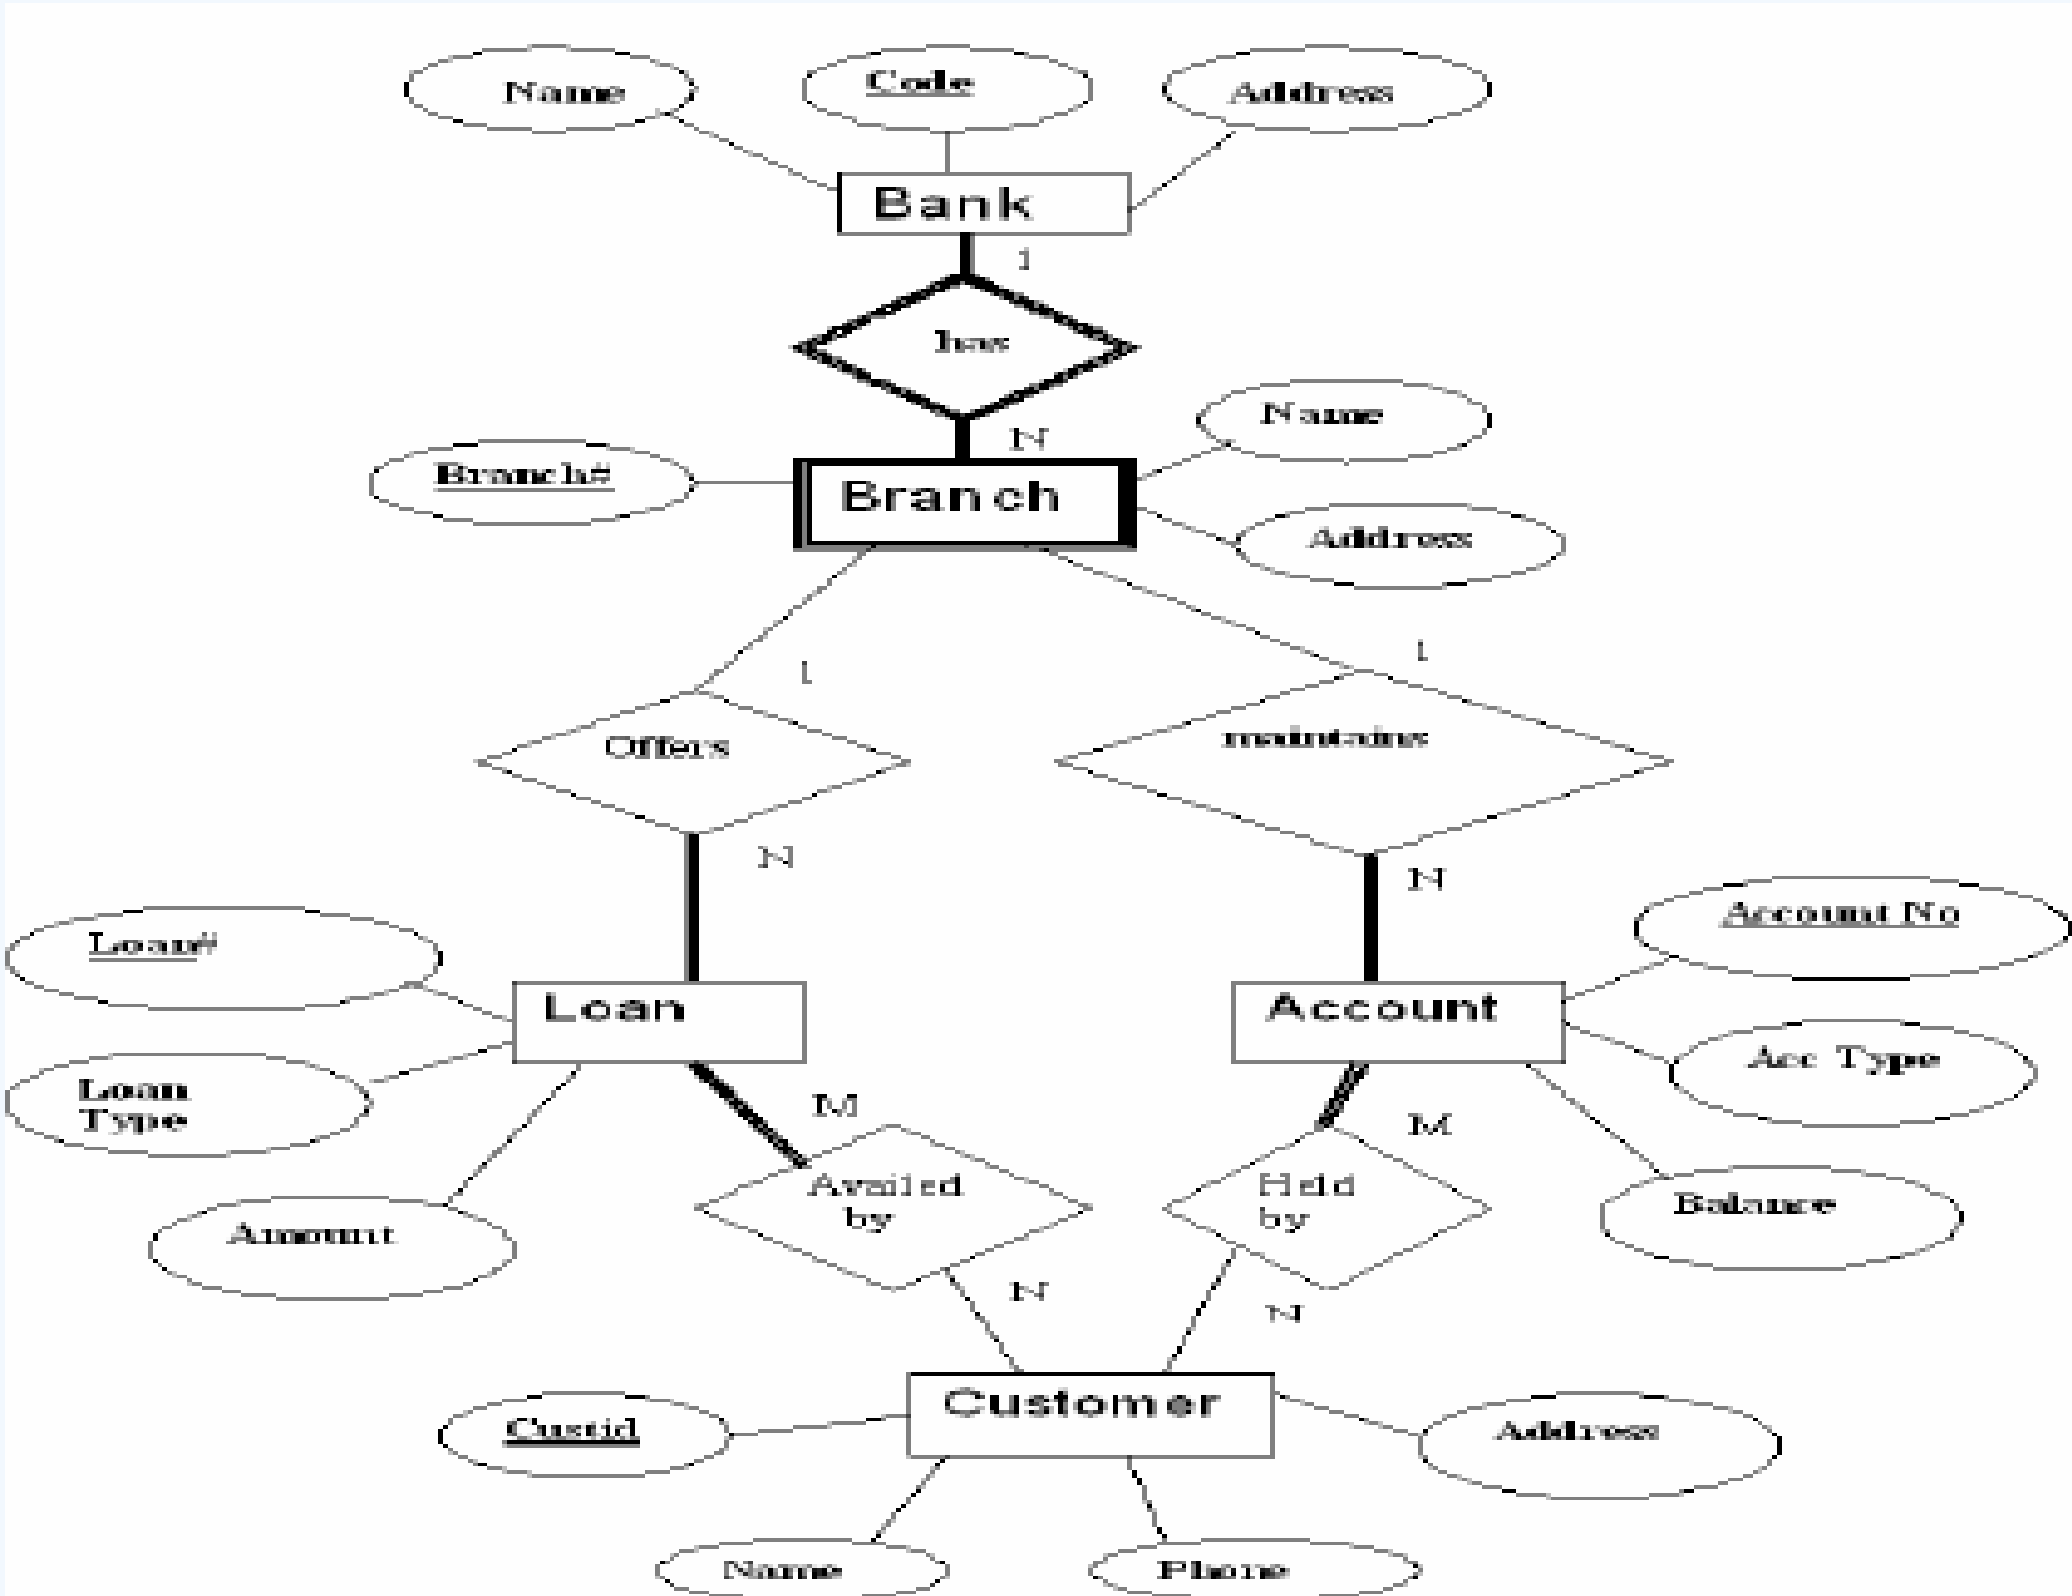 Name
Code
Address
Bank
1
has
N
Name
Branch#
Branch
Address
1
1
Offers
maintains
N
N
Account No
Loan#
Loan
Account
Acc Type
Loan
Type
M
M
Availed
by
Held
by
Balance
Amount
N
N
Customer
Custid
Address
Name
Phone